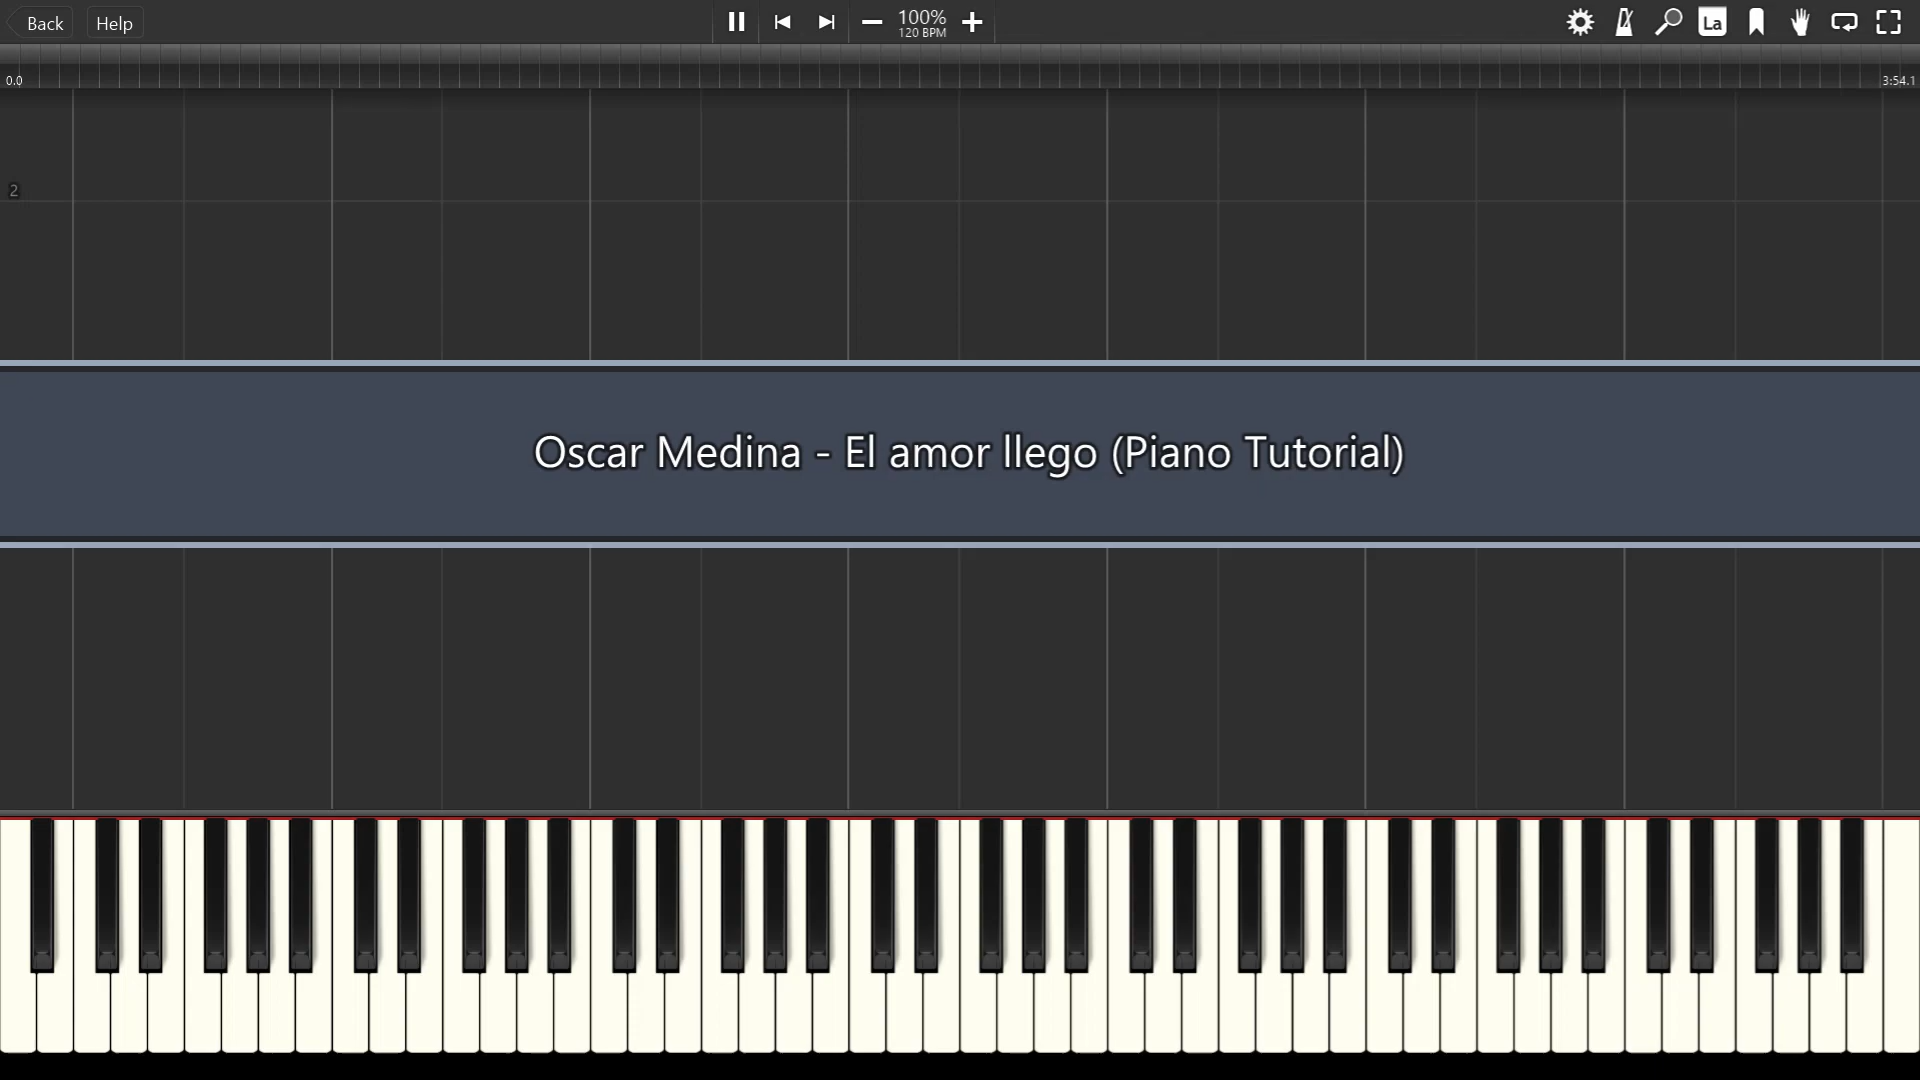 Back Help 100% La
120 BPM
0.0 3:54.1
2
Oscar Medina - El amor llego (Piano Tutorial)